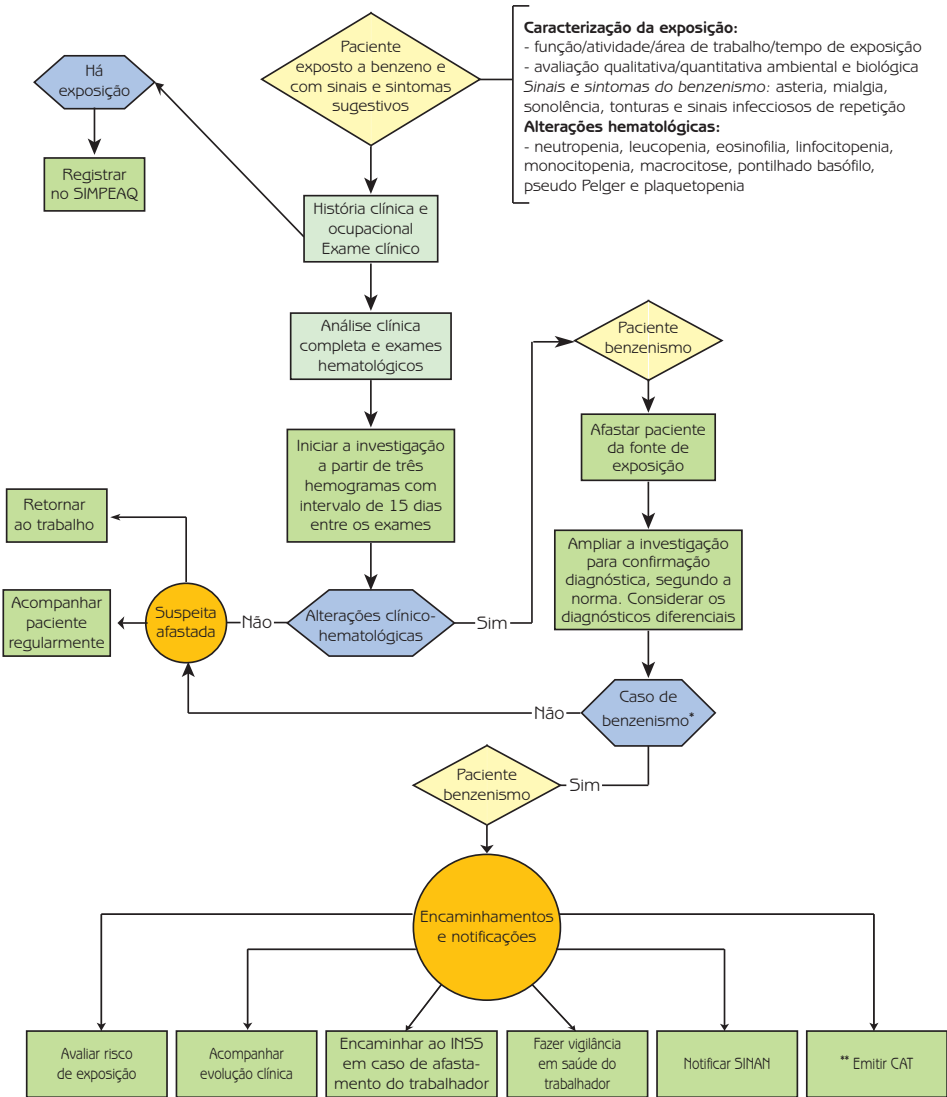 Paciente
exposto a benzeno e
com sinais e sintomas
sugestivos
Caracterização da exposição:
- função/atividade/área de trabalho/tempo de exposição
- avaliação qualitativa/quantitativa ambiental e biológica
Sinais e sintomas do benzenismo: asteria, mialgia,
sonolência, tonturas e sinais infecciosos de repetição
Alterações hematológicas:
- neutropenia, leucopenia, eosinofilia, linfocitopenia,
monocitopenia, macrocitose, pontilhado basófilo,
pseudo Pelger e plaquetopenia
Há
exposição
Registrar
no SIMPEAQ
História clínica e
ocupacional
Exame clínico
Análise clínica
completa e exames
hematológicos
Iniciar a investigação
a partir de três
hemogramas com
intervalo de 15 dias
entre os exames
Alterações clínico-
hematológicas
Não
Sim
Suspeita
afastada
Retornar
ao trabalho
Acompanhar
paciente
regularmente
Paciente
benzenismo
Afastar paciente
da fonte de
exposição
Ampliar a investigação
para confirmação
diagnóstica, segundo a
norma. Considerar os
diagnósticos diferenciais
Caso de
benzenismo*
Não
Sim
Paciente
benzenismo
Encaminhamentos
e notificações
Avaliar risco
de exposição
Acompanhar
evolução clínica
Encaminhar ao INSS
em caso de afasta-
mento do trabalhador
Fazer vigilância
em saúde do
trabalhador
Notificar SINAN
** Emitir CAT